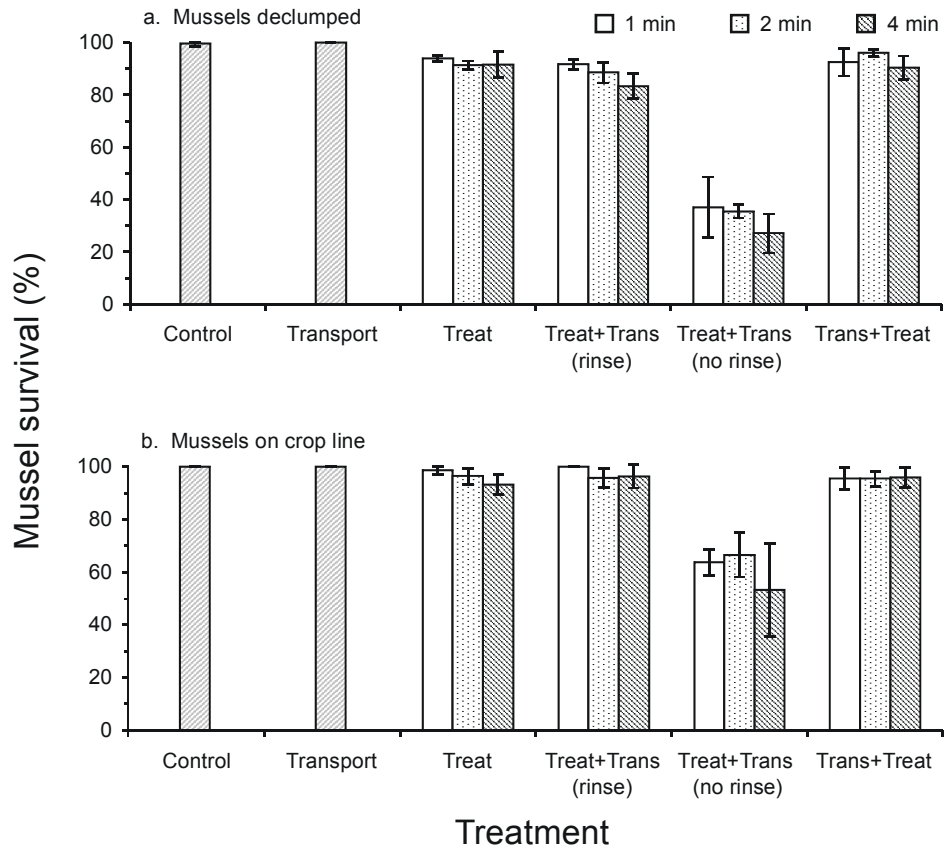 a. Mussels declumped
1 min 2 min 4 min
100
80
60
40
20
0
Control Transport Treat Treat+Trans Treat+Trans Trans+Treat
(rinse) (no rinse)
Mussel survival (%)
b. Mussels on crop line
100
80
60
40
20
0
Control Transport Treat Treat+Trans Treat+Trans Trans+Treat
(rinse) (no rinse)
Treatment